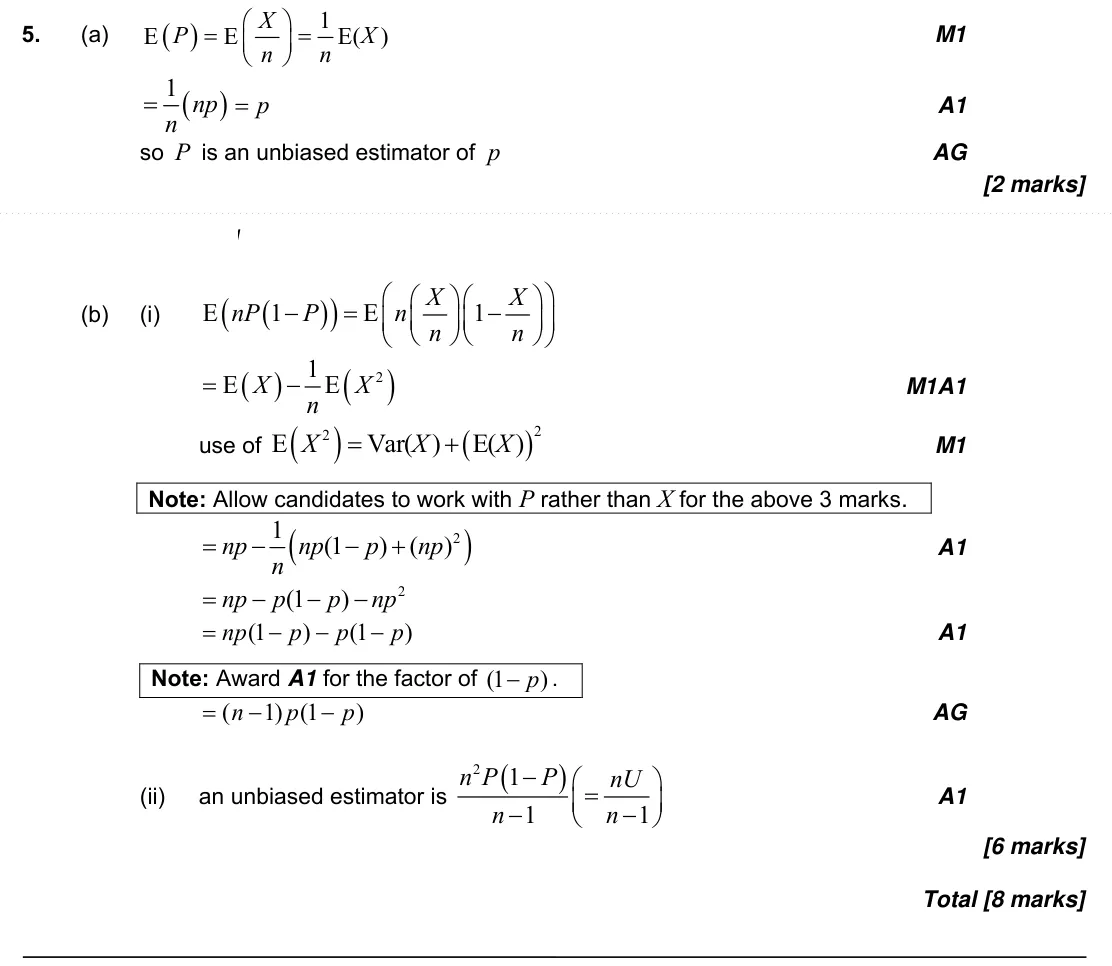 5. (a) E(P) = E(X/n) = 1/n E(X) M1
= 1/n (np) = p A1
so P is an unbiased estimator of p AG
[2 marks]
(b) (i) E(nP(1−P)) = E(n(X/n)(1−X/n))
= E(X) − 1/n E(X²) M1A1
use of E(X²) = Var(X) + (E(X))² M1
Note: Allow candidates to work with P rather than X for the above 3 marks.
= np − 1/n (np(1−p) + (np)²) A1
= np − p(1−p) − np²
= np(1−p) − p(1−p) A1
Note: Award A1 for the factor of (1−p).
= (n−1)p(1−p) AG
(ii) an unbiased estimator is n²P(1−P)/(n−1) (= nU/(n−1)) A1
[6 marks]
Total [8 marks]